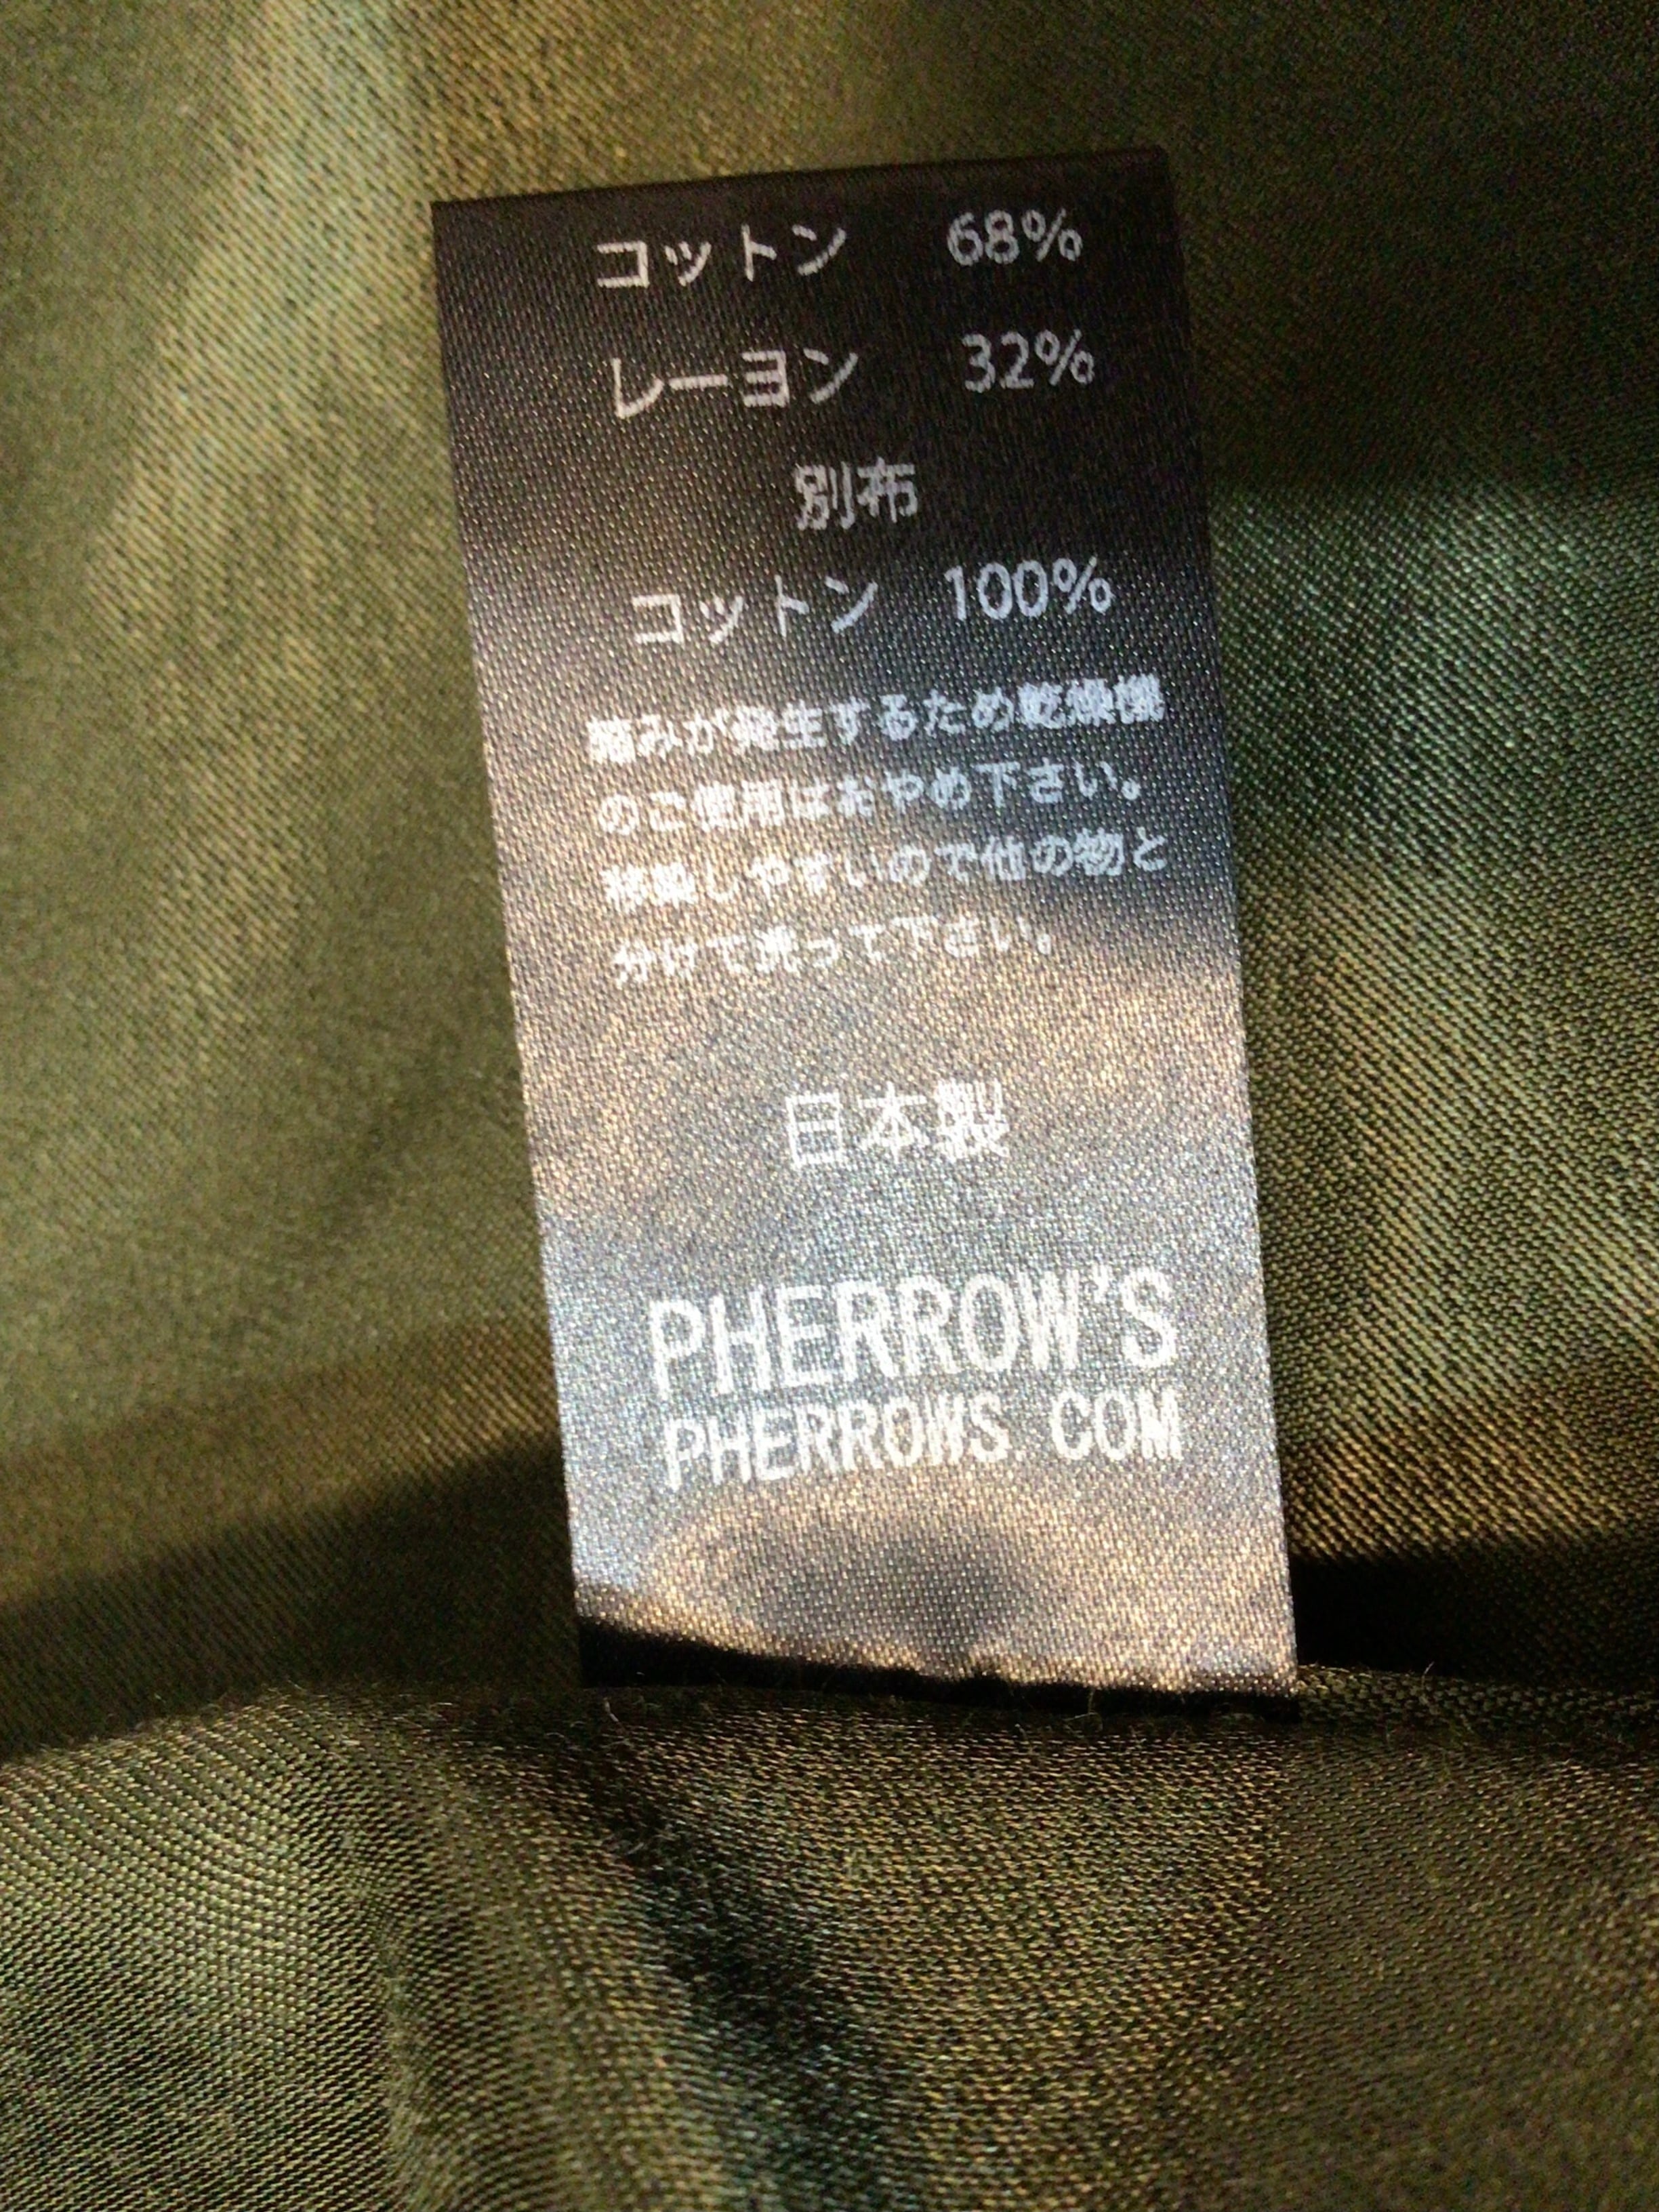 コットン 68%
レーヨン 32%
別布
コットン 100%
縮みが発生するため乾燥機
のご使用はおやめ下さい。
移染しやすいので他の物と
分けて洗って下さい。
日本製
PHERROW'S
PHERROWS. COM